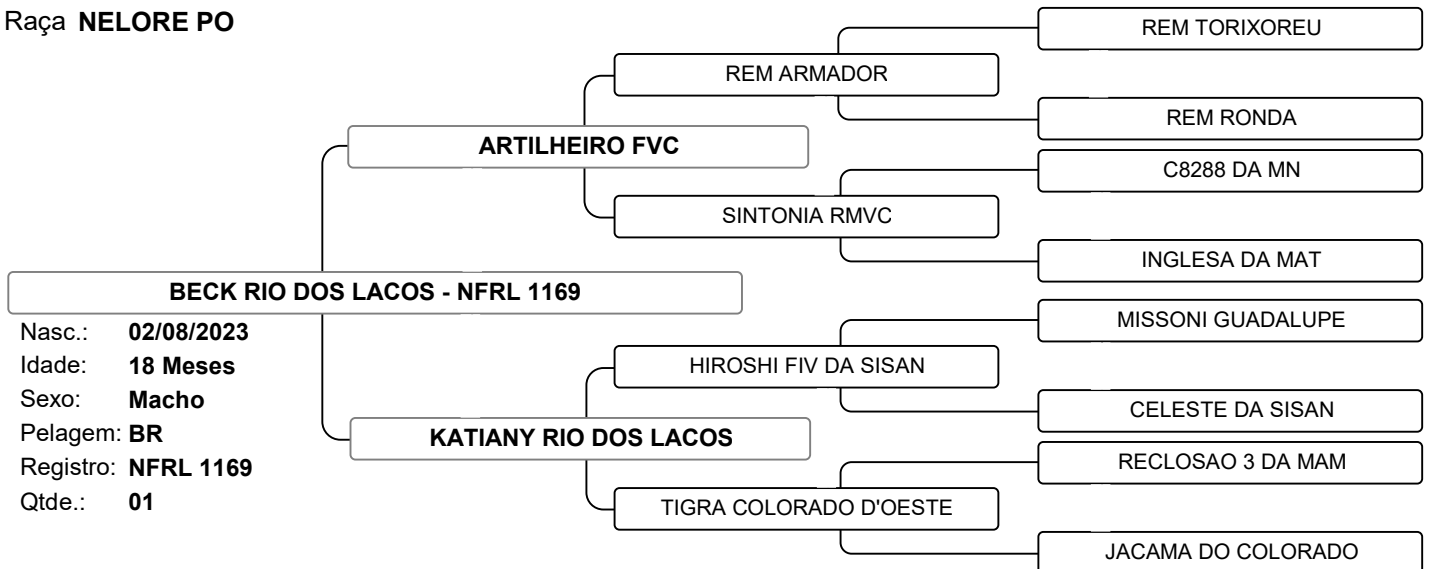 Raça NELORE PO
REM TORIXOREU
REM ARMADOR
REM RONDA
ARTILHEIRO FVC
C8288 DA MN
SINTONIA RMVC
INGLESA DA MAT
BECK RIO DOS LACOS - NFRL 1169
Nasc.: 02/08/2023
Idade: 18 Meses
Sexo: Macho
Pelagem: BR
Registro: NFRL 1169
Qtde.: 01
MISSONI GUADALUPE
HIROSHI FIV DA SISAN
CELESTE DA SISAN
KATIANY RIO DOS LACOS
RECLOSAO 3 DA MAM
TIGRA COLORADO D'OESTE
JACAMA DO COLORADO